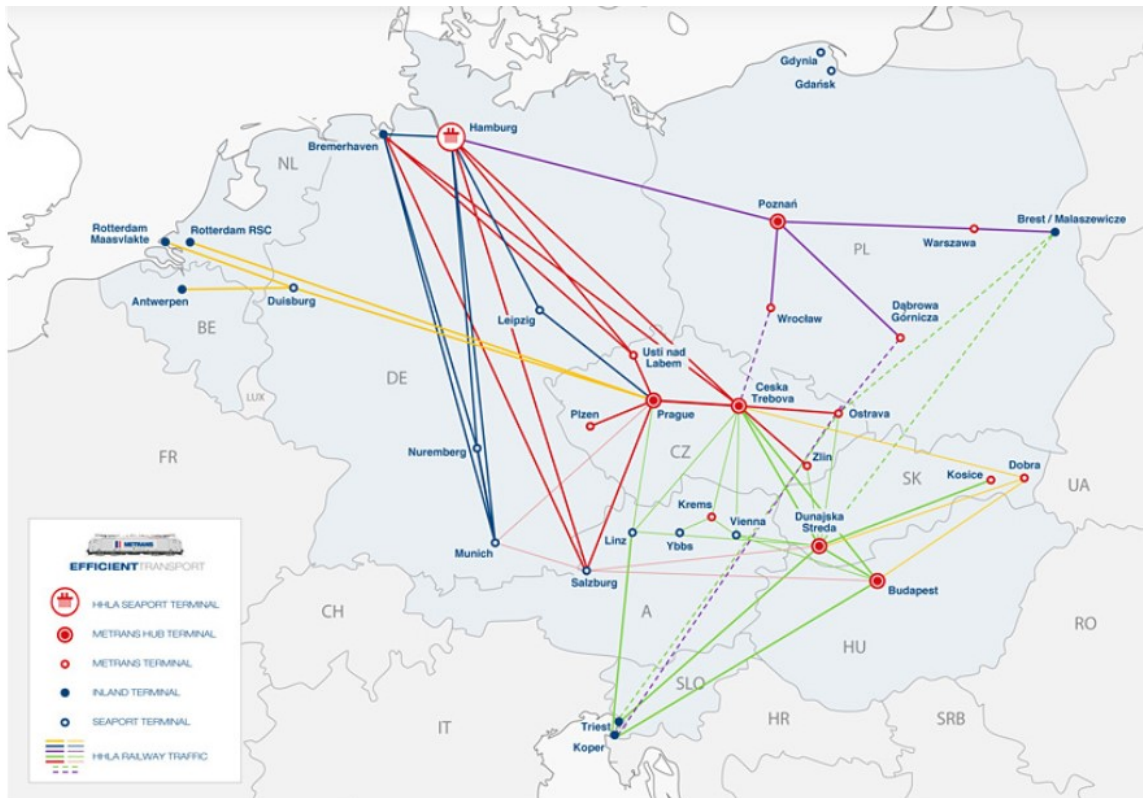 Gdynia
Gdańsk
Hamburg
Bremerhaven
NL
Poznań
Rotterdam
Maasvlakte
Rotterdam RSC
Brest / Malaszewicze
Warszawa
PL
Antwerpen
Duisburg
Leipzig
Wrocław
Dąbrowa
Górnicza
BE
Usti nad
Labem
DE
LUX
Ceska
Trebova
Plzen
Prague
Ostrava
Nuremberg
CZ
Zlin
FR
SK
Kosice
Dobra
UA
Krems
Vienna
Dunajska
Streda
Munich
Linz
Ybbs
Salzburg
Budapest
CH
A
HU
RO
SLO
IT
Triest
Koper
HR
SRB
METRANS
EFFICIENTTRANSPORT
HHLA SEAPORT TERMINAL
METRANS HUB TERMINAL
METRANS TERMINAL
INLAND TERMINAL
SEAPORT TERMINAL
HHLA RAILWAY TRAFFIC